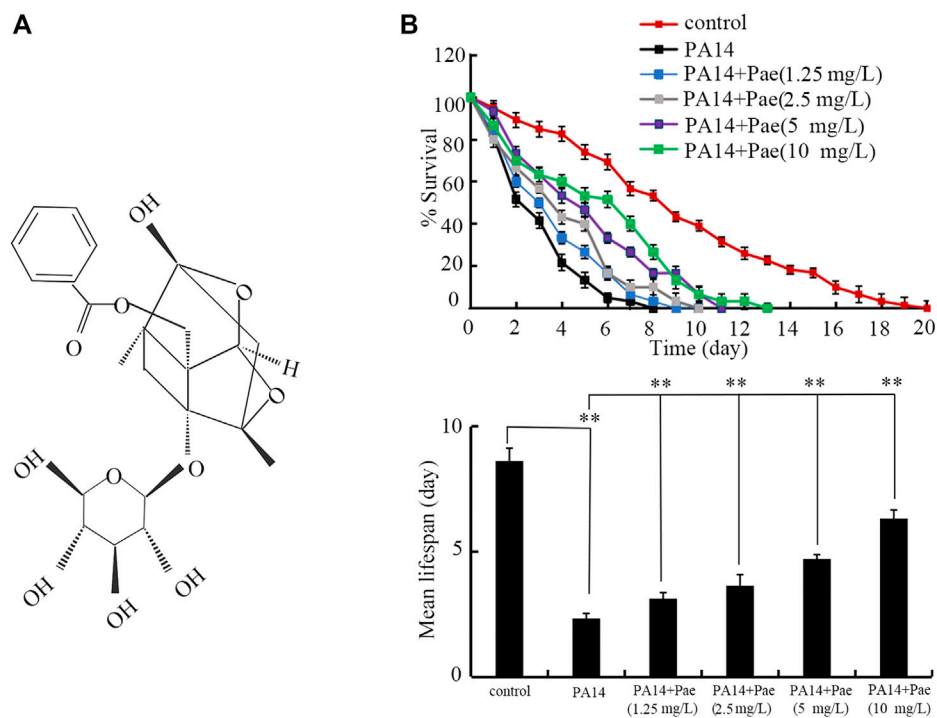 A
OH
O
O
O
H
O
O
O
OH
OH
OH
OH
B
control
PA14
PA14+Pae(1.25 mg/L)
PA14+Pae(2.5 mg/L)
PA14+Pae(5 mg/L)
PA14+Pae(10 mg/L)
% Survival
120
100
80
60
40
20
0
0 2 4 6 8 10 12 14 16 18 20
Time (day)
Mean lifespan (day)
10
5
0
** ** ** ** **
control PA14 PA14+Pae PA14+Pae PA14+Pae PA14+Pae
(1.25 mg/L) (2.5 mg/L) (5 mg/L) (10 mg/L)